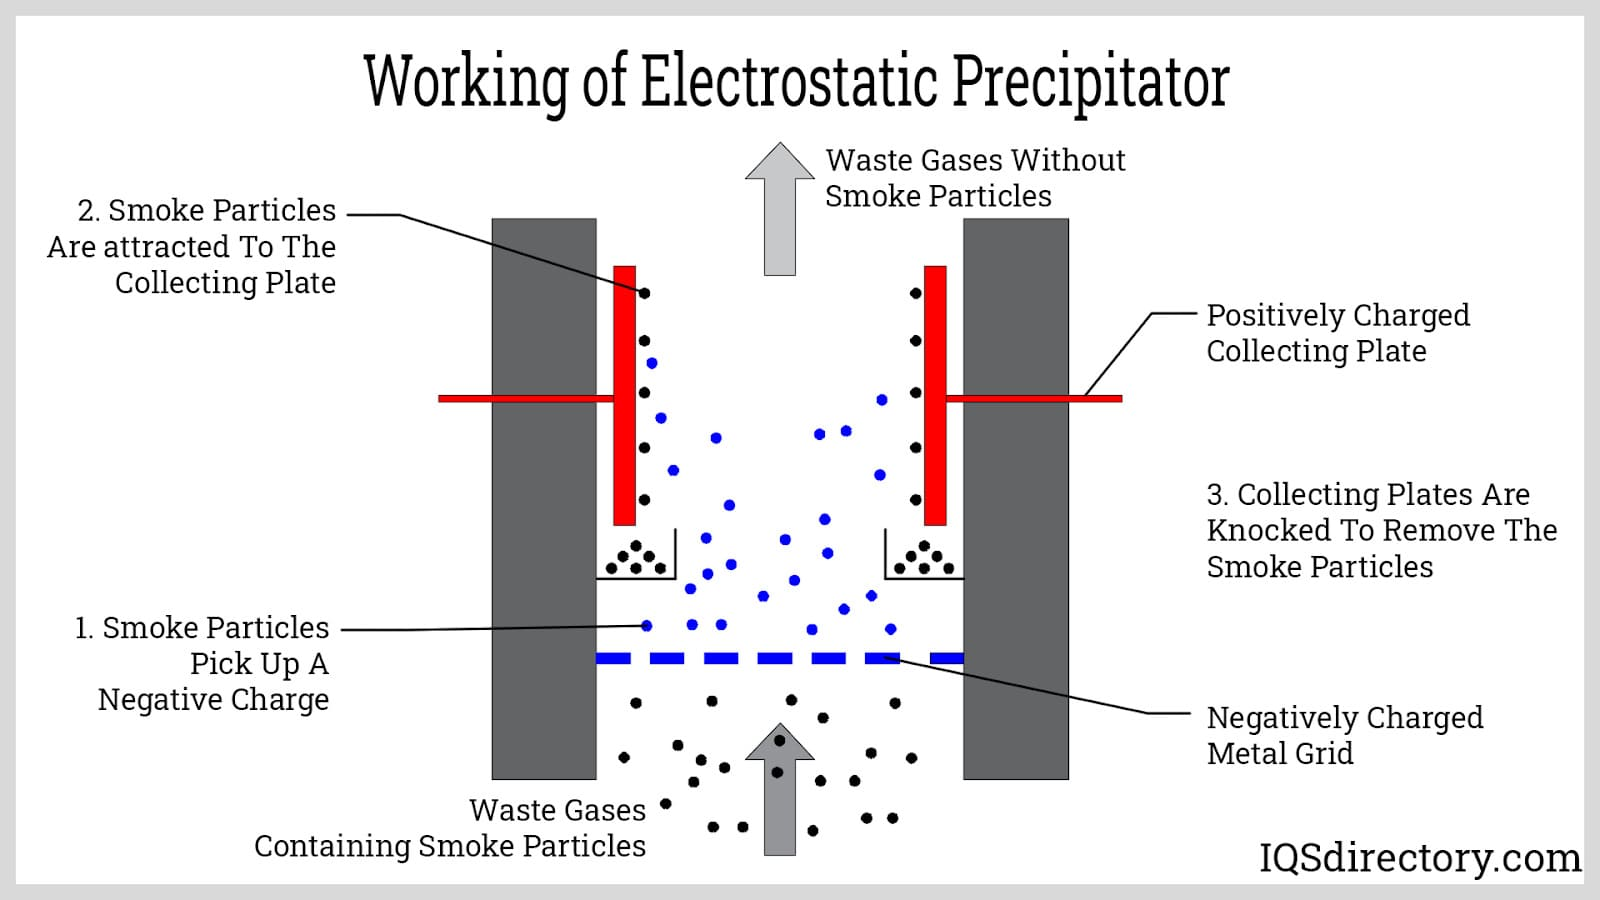 Working of Electrostatic Precipitator
Waste Gases Without
Smoke Particles
2. Smoke Particles
Are attracted To The
Collecting Plate
Positively Charged
Collecting Plate
3. Collecting Plates Are
Knocked To Remove The
Smoke Particles
1. Smoke Particles
Pick Up A
Negative Charge
Negatively Charged
Metal Grid
Waste Gases
Containing Smoke Particles
IQSdirectory.com